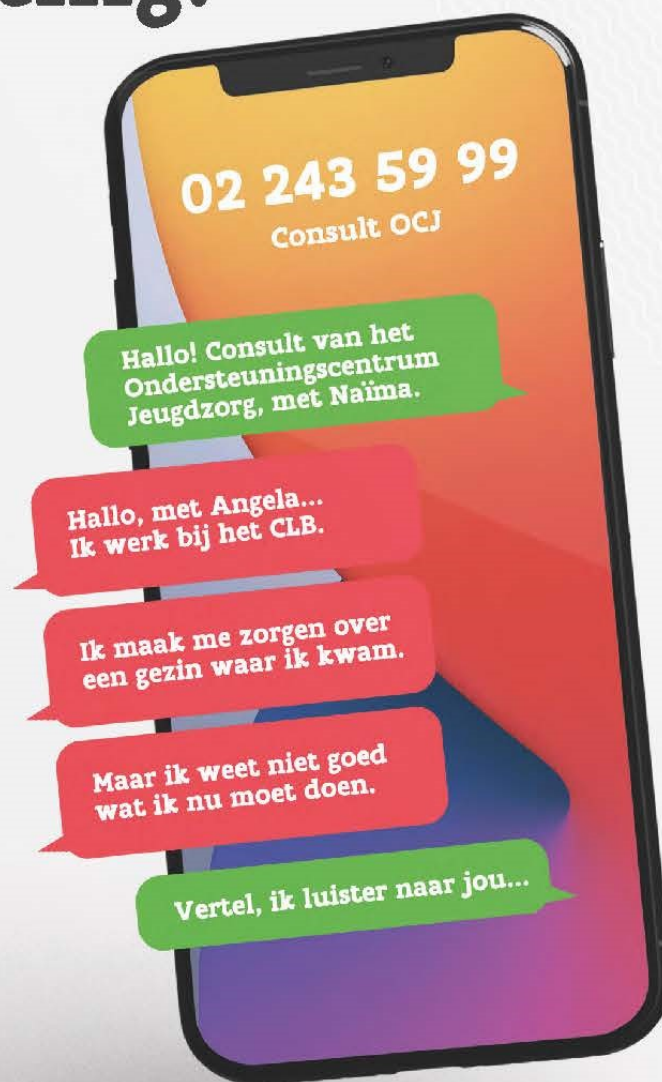 02 243 59 99
Consult OCJ
Hallo! Consult van het
Ondersteuningscentrum
Jeugdzorg, met Naïma.
Hallo, met Angela...
Ik werk bij het CLB.
Ik maak me zorgen over
een gezin waar ik kwam.
Maar ik weet niet goed
wat ik nu moet doen.
Vertel, ik luister naar jou...